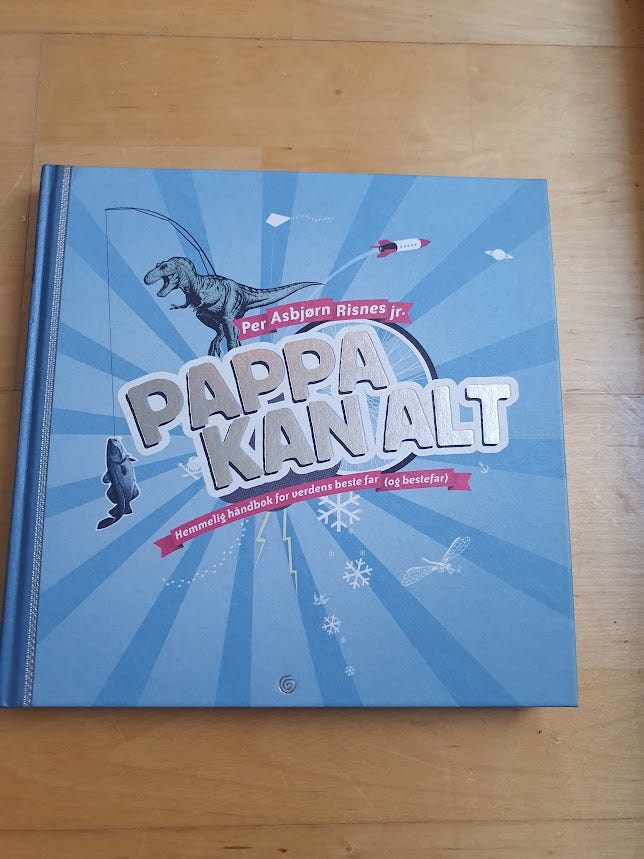 Per Asbjørn Risnes jr.
PAPPA
KAN ALT
Hemmelig håndbok for verdens beste far (og bestefar)